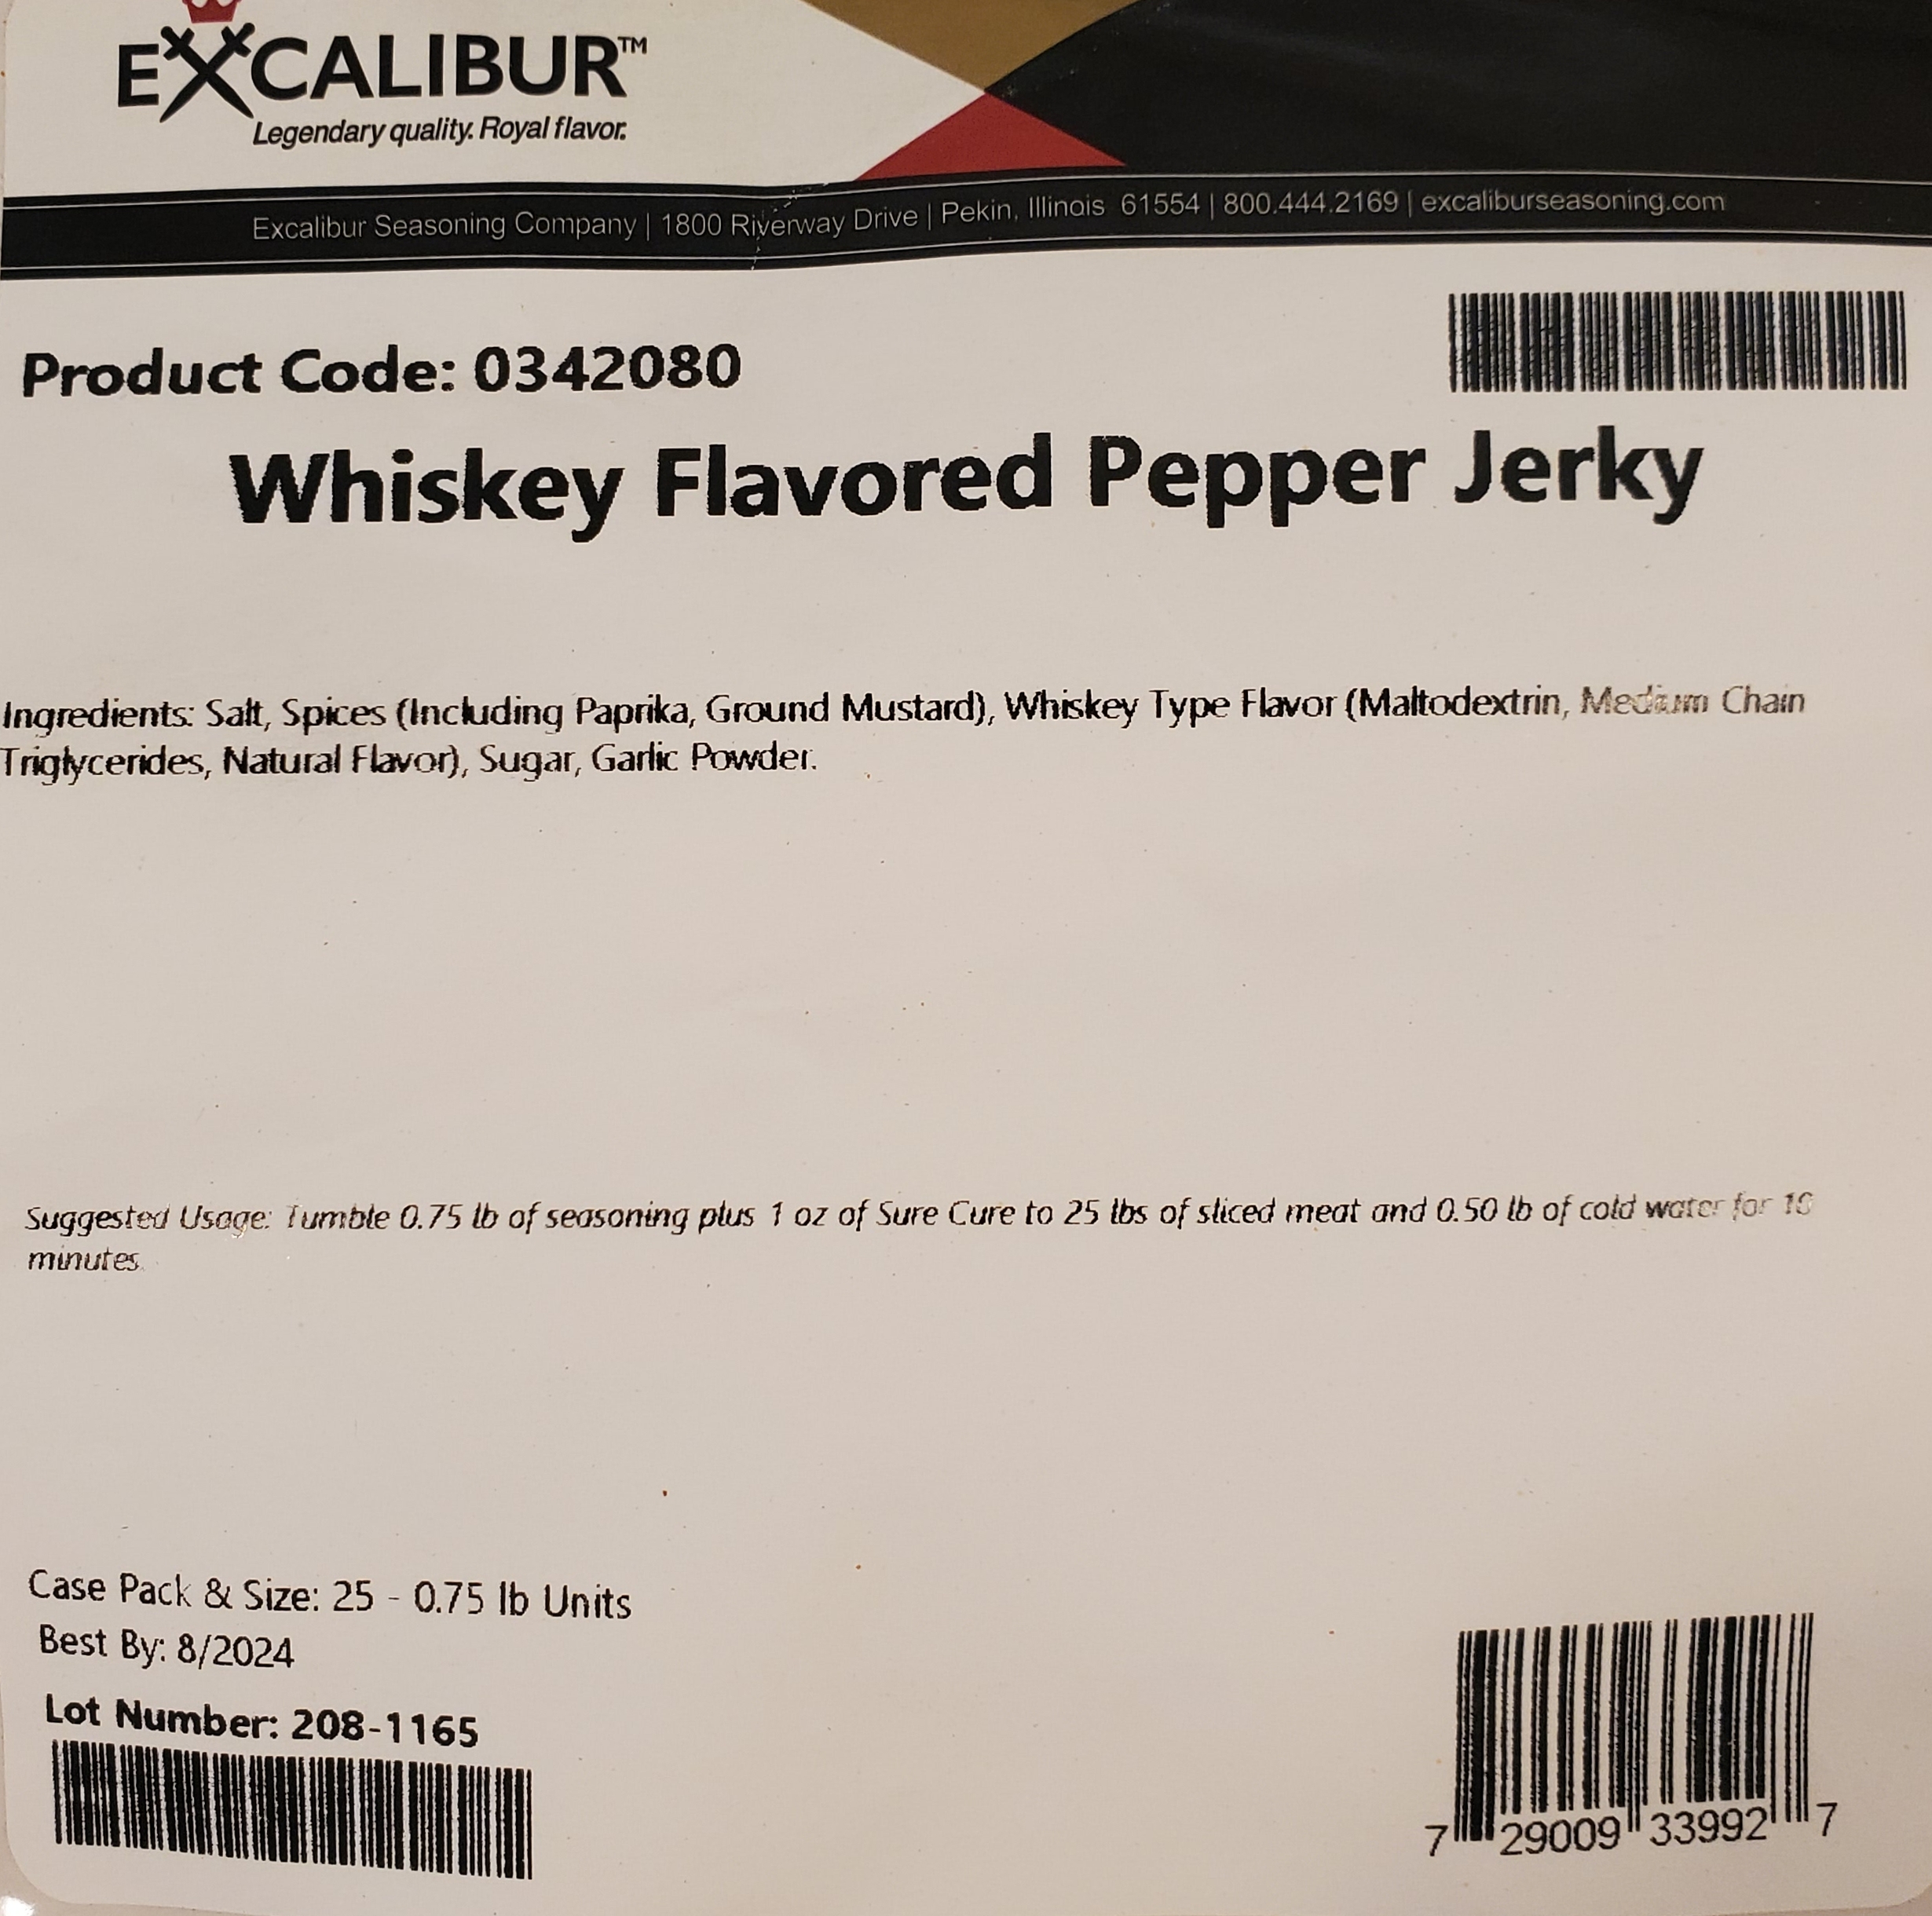 EXCALIBUR™
Legendary quality. Royal flavor.
Excalibur Seasoning Company | 1800 Riverway Drive | Pekin, Illinois 61554 | 800.444.2169 | excaliburseasoning.com
Product Code: 0342080
Whiskey Flavored Pepper Jerky
Ingredients: Salt, Spices (Including Paprika, Ground Mustard), Whiskey Type Flavor (Maltodextrin, Medium Chain
Triglycerides, Natural Flavor), Sugar, Garlic Powder.
Suggested Usage: Tumble 0.75 lb of seasoning plus 1 oz of Sure Cure to 25 lbs of sliced meat and 0.50 lb of cold water for
minutes
Case Pack & Size: 25 - 0.75 lb Units
Best By: 8/2024
Lot Number: 208-1165
7 29009 33992 7